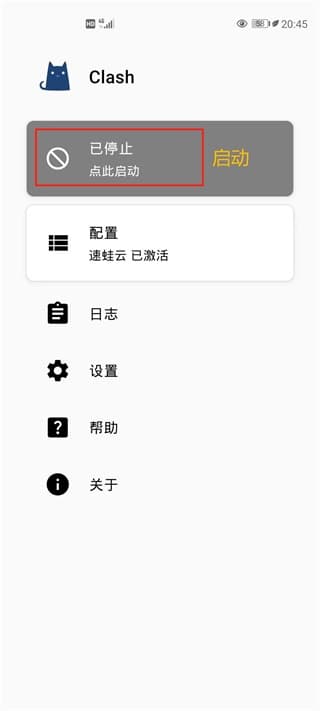 HD 4G 58 20:45
Clash
已停止
点此启动
启动
配置
速蛙云 已激活
日志
设置
帮助
关于